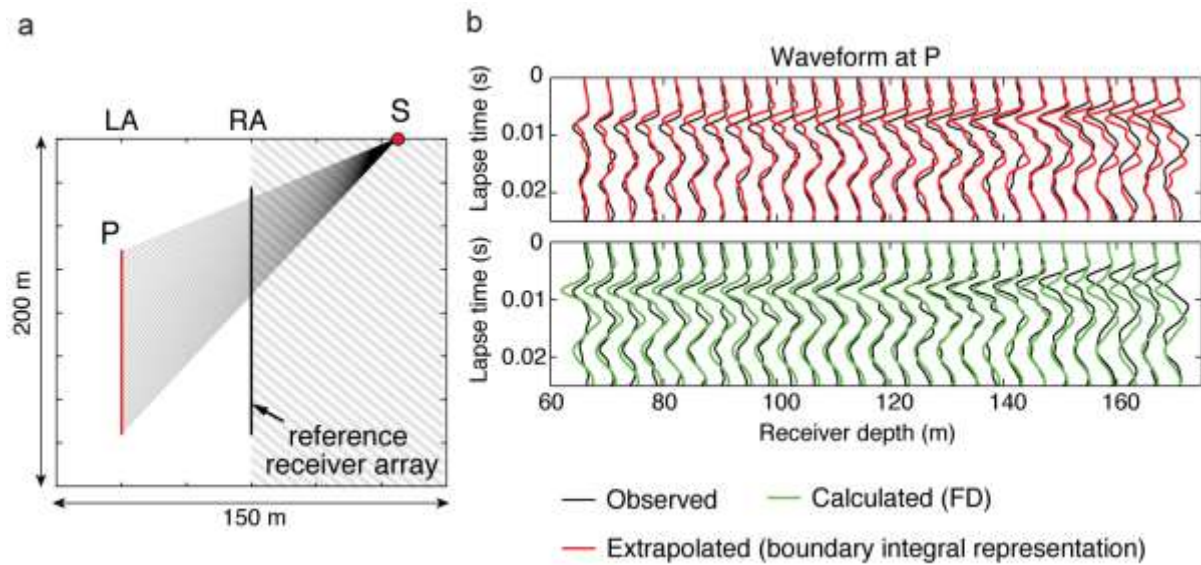 a
LA
RA
S
P
200 m
reference
receiver array
150 m
b
Waveform at P
Lapse time (s)
0
0.01
0.02
Lapse time (s)
0
0.01
0.02
60
80
100
120
140
160
Receiver depth (m)
Observed
Calculated (FD)
Extrapolated (boundary integral representation)